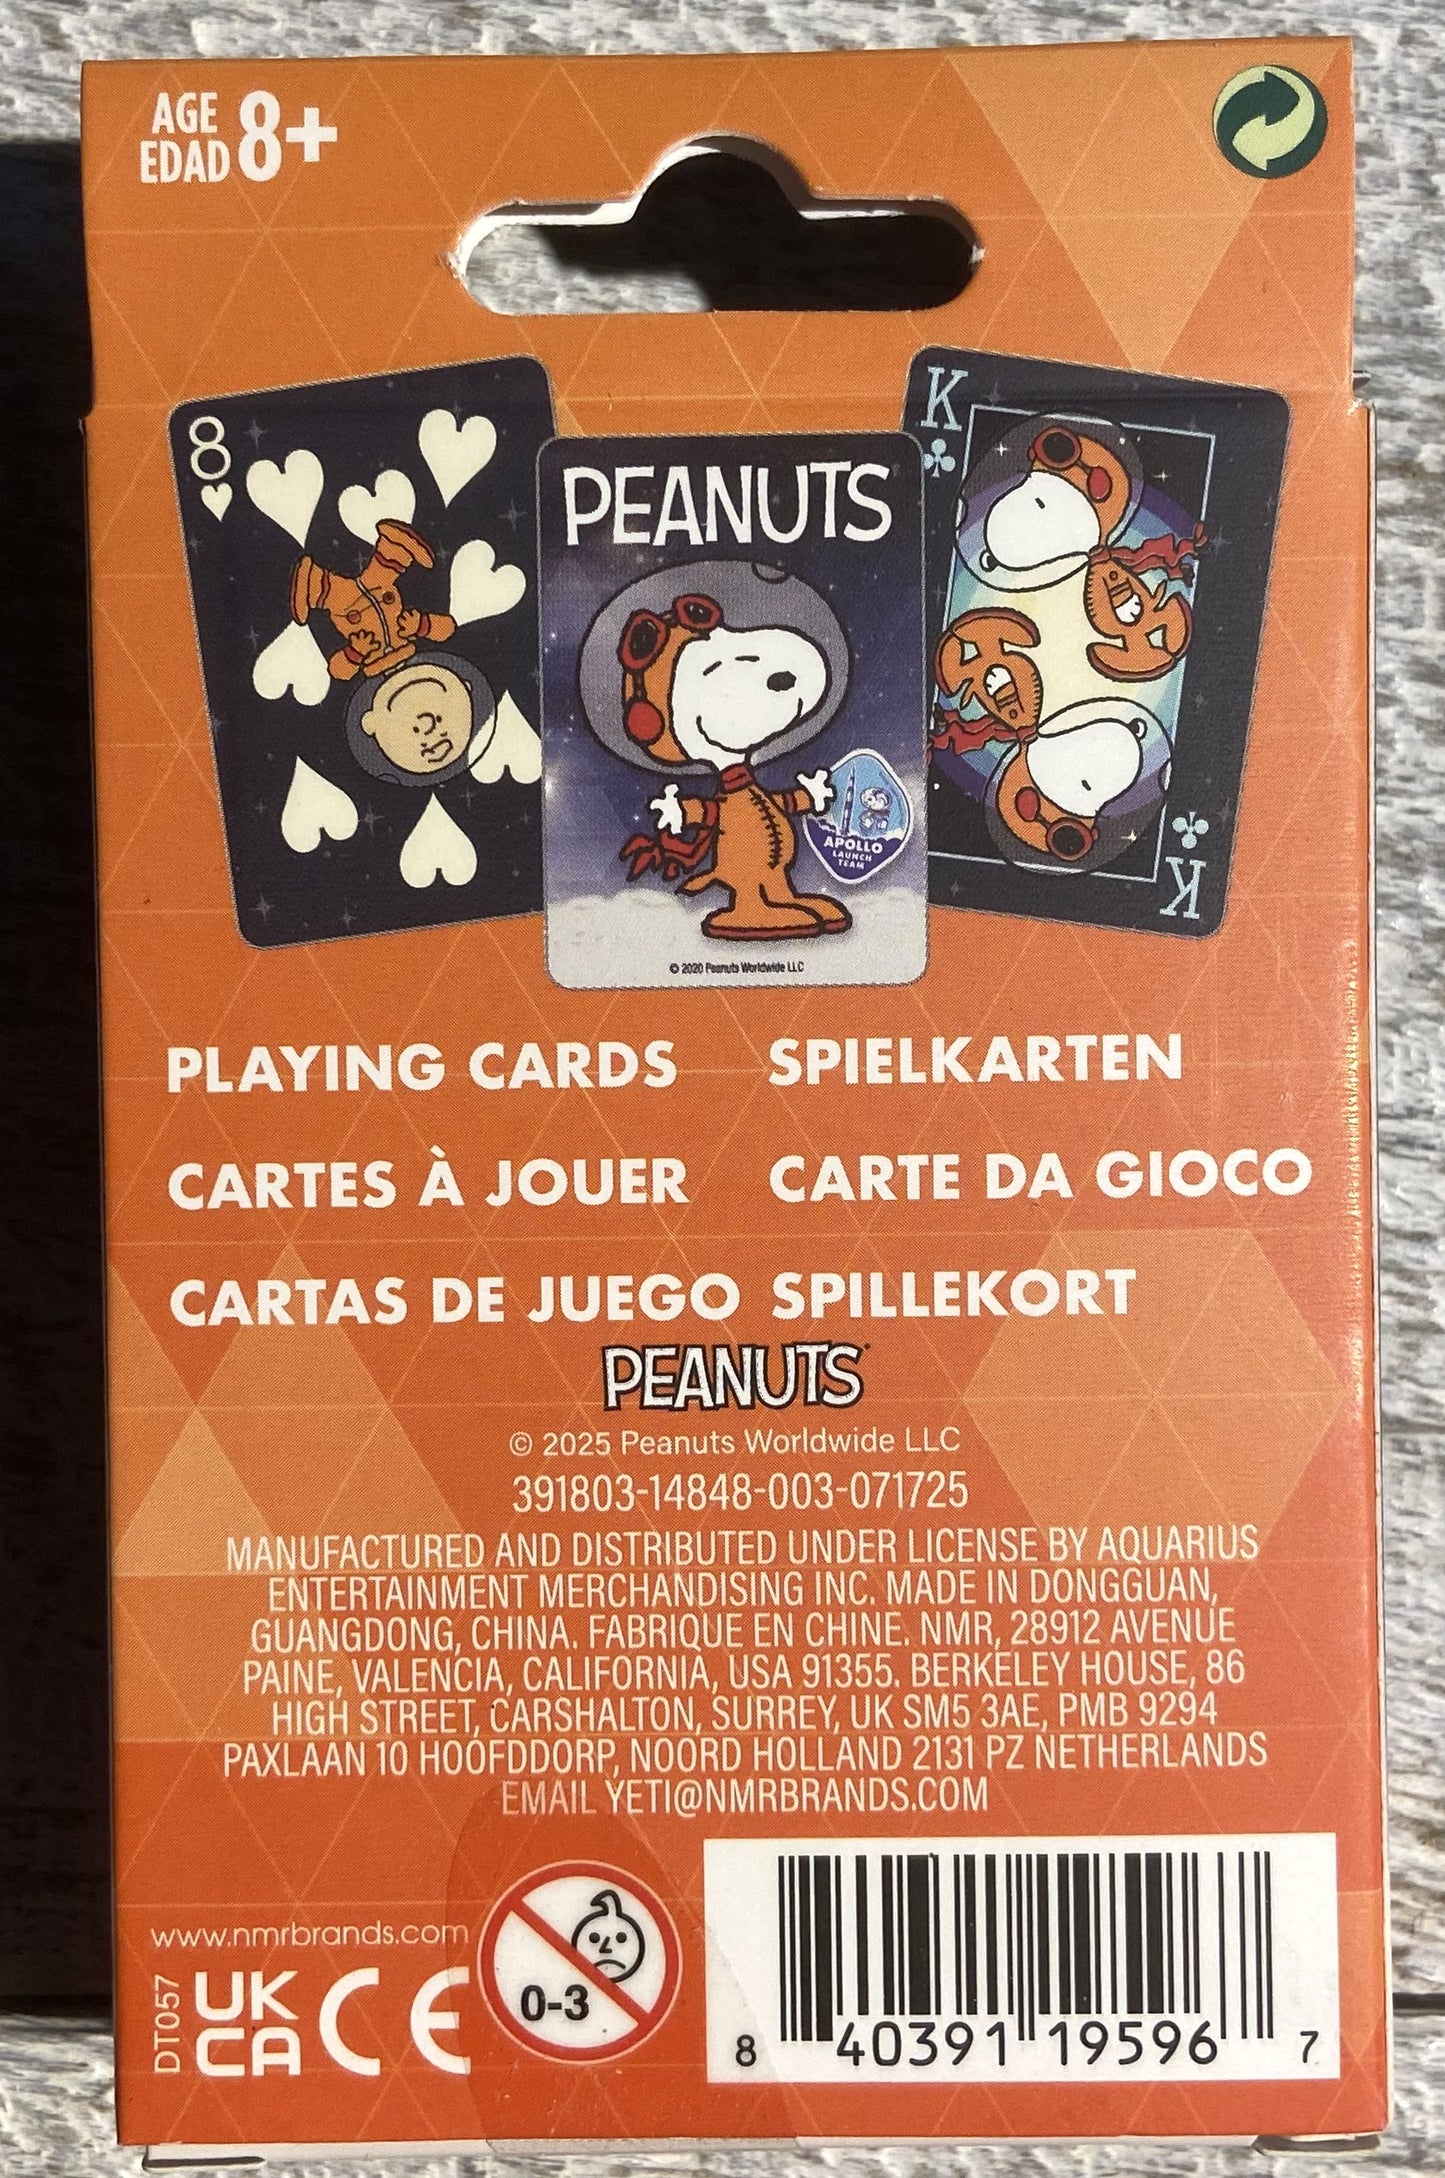 AGE
EDAD 8+
8
PEANUTS
APOLLO
LAUNCH
TEAM
© 2020 Peanuts Worldwide LLC
K
K
PLAYING CARDS SPIELKARTEN
CARTES À JOUER CARTE DA GIOCO
CARTAS DE JUEGO SPILLEKORT
PEANUTS
© 2025 Peanuts Worldwide LLC
391803-14848-003-071725
MANUFACTURED AND DISTRIBUTED UNDER LICENSE BY AQUARIUS
ENTERTAINMENT MERCHANDISING INC. MADE IN DONGGUAN,
GUANGDONG, CHINA. FABRIQUE EN CHINE. NMR, 28912 AVENUE
PAINE, VALENCIA, CALIFORNIA, USA 91355. BERKELEY HOUSE, 86
HIGH STREET, CARSHALTON, SURREY, UK SM5 3AE, PMB 9294
PAXLAAN 10 HOOFDDORP, NOORD HOLLAND 2131 PZ NETHERLANDS
EMAIL YETI@NMRBRANDS.COM
www.nmrbrands.com
DT057
UK
CA
CE
0-3
8 40391 19596 7